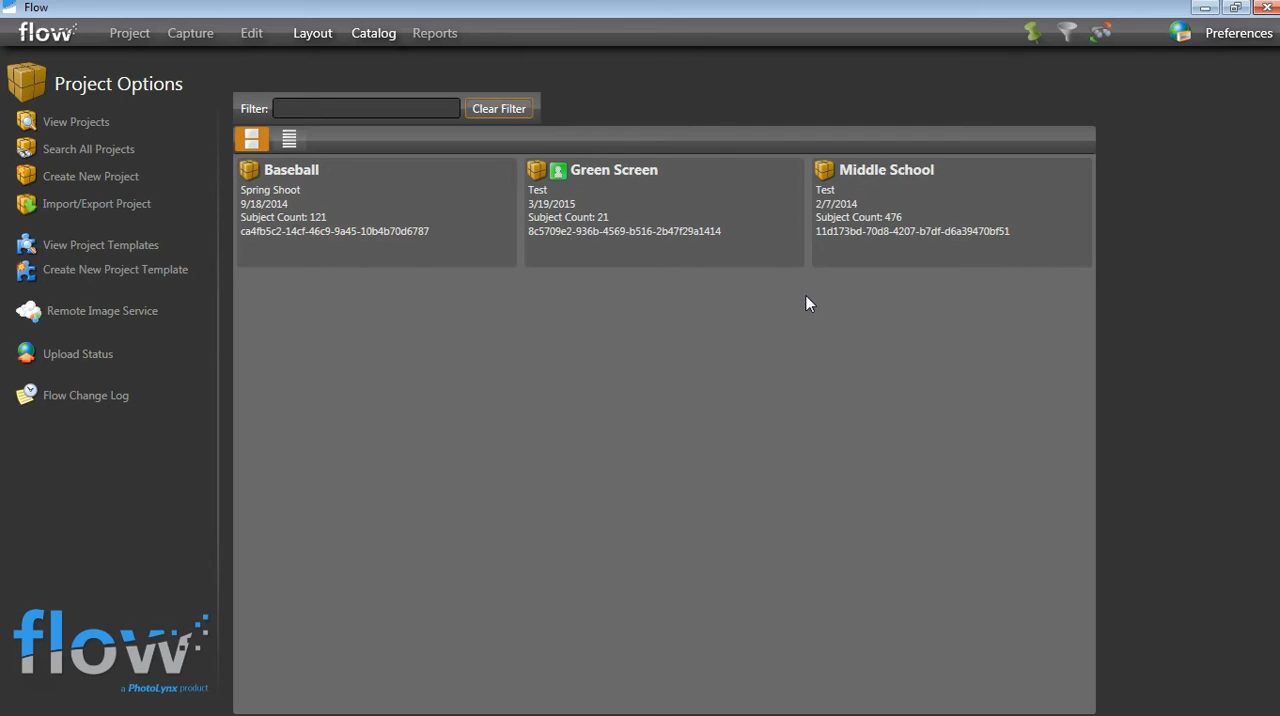 Flow
flow Project Capture Edit Layout Catalog Reports Preferences
Project Options
View Projects
Search All Projects
Create New Project
Import/Export Project
View Project Templates
Create New Project Template
Remote Image Service
Upload Status
Flow Change Log
flow
a PhotoLynx product
Filter: Clear Filter
Baseball
Spring Shoot
9/18/2014
Subject Count: 121
ca4fb5c2-14cf-46c9-9a45-10b4b70d6787
Green Screen
Test
3/19/2015
Subject Count: 21
8c5709e2-936b-4569-b516-2b47f29a1414
Middle School
Test
2/7/2014
Subject Count: 476
11d173bd-70d8-4207-b7df-d6a39470bf51